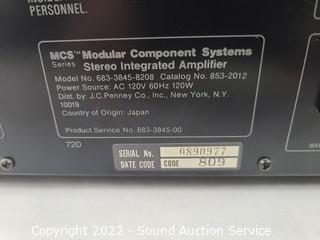 PERSONNEL.
MCS™ Modular Component Systems
Series Stereo Integrated Amplifier
Model No. 683-3845-8208 Catalog No. 853-2012
Power Source: AC 120V 60Hz 120W
Dist. by: J.C.Penney Co., Inc., New York, N.Y.
10019
Country of Origin: Japan
Product Service No. 683-3845-00
720
SERIAL No. 0890977
DATE CODE CODE 809
Copyright 2022 - Sound Auction Service